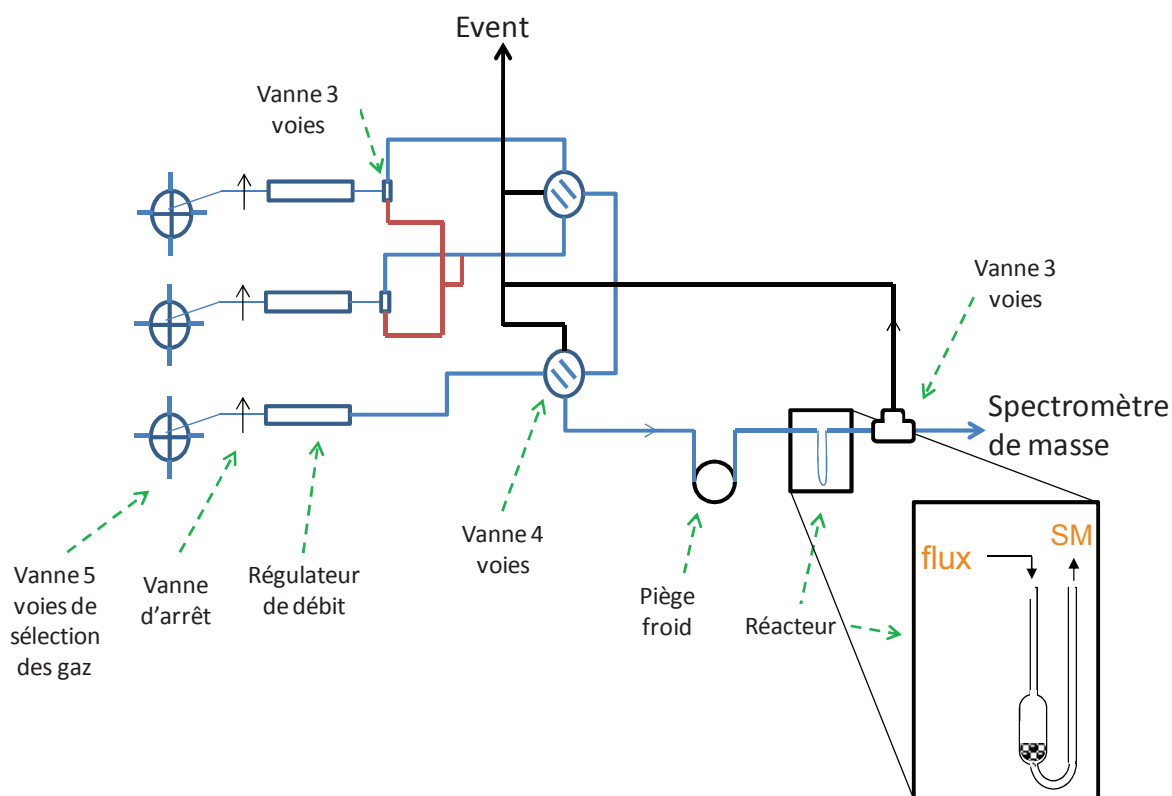 Event
Vanne 3
voies
Vanne 3
voies
Spectromètre
de masse
Vanne 4
voies
Vanne 5
voies de
sélection
des gaz
Vanne
d'arrêt
Régulateur
de débit
Piège
froid
Réacteur
flux
SM